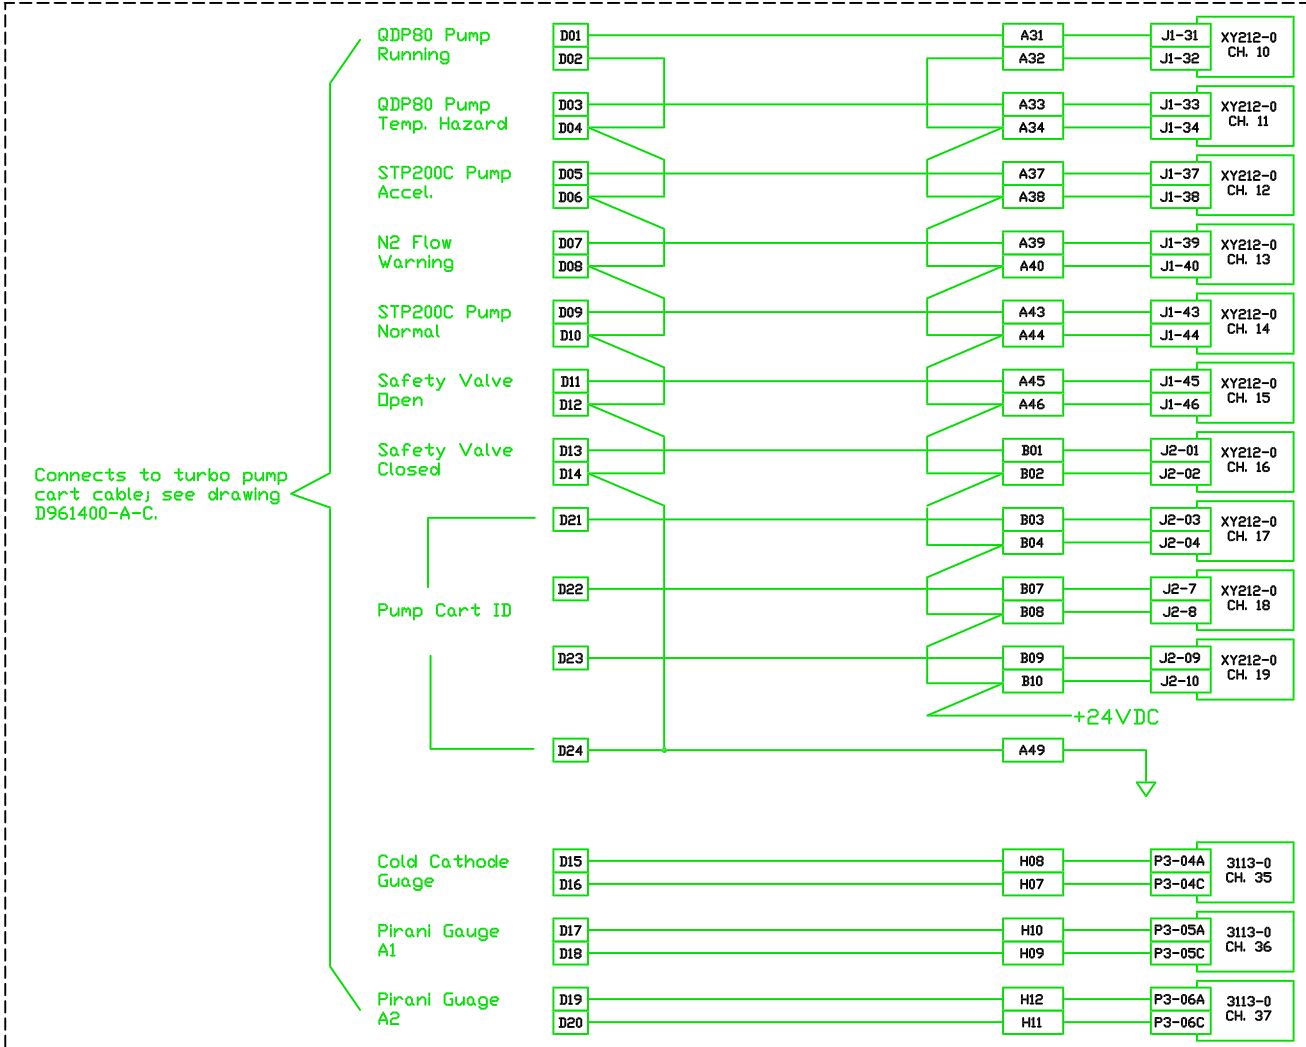 QDP80 Pump
Running
D01
D02
A31
A32
J1-31
J1-32
XY212-0
CH. 10
QDP80 Pump
Temp. Hazard
D03
D04
A33
A34
J1-33
J1-34
XY212-0
CH. 11
STP200C Pump
Accel.
D05
D06
A37
A38
J1-37
J1-38
XY212-0
CH. 12
N2 Flow
Warning
D07
D08
A39
A40
J1-39
J1-40
XY212-0
CH. 13
STP200C Pump
Normal
D09
D10
A43
A44
J1-43
J1-44
XY212-0
CH. 14
Safety Valve
Open
D11
D12
A45
A46
J1-45
J1-46
XY212-0
CH. 15
Safety Valve
Closed
D13
D14
B01
B02
J2-01
J2-02
XY212-0
CH. 16
Connects to turbo pump
cart cable; see drawing
D961400-A-C.
D21
B03
B04
J2-03
J2-04
XY212-0
CH. 17
Pump Cart ID
D22
B07
B08
J2-7
J2-8
XY212-0
CH. 18
D23
B09
B10
J2-09
J2-10
XY212-0
CH. 19
+24VDC
D24
A49
Cold Cathode
Guage
D15
D16
H08
H07
P3-04A
P3-04C
3113-0
CH. 35
Pirani Gauge
A1
D17
D18
H10
H09
P3-05A
P3-05C
3113-0
CH. 36
Pirani Guage
A2
D19
D20
H12
H11
P3-06A
P3-06C
3113-0
CH. 37